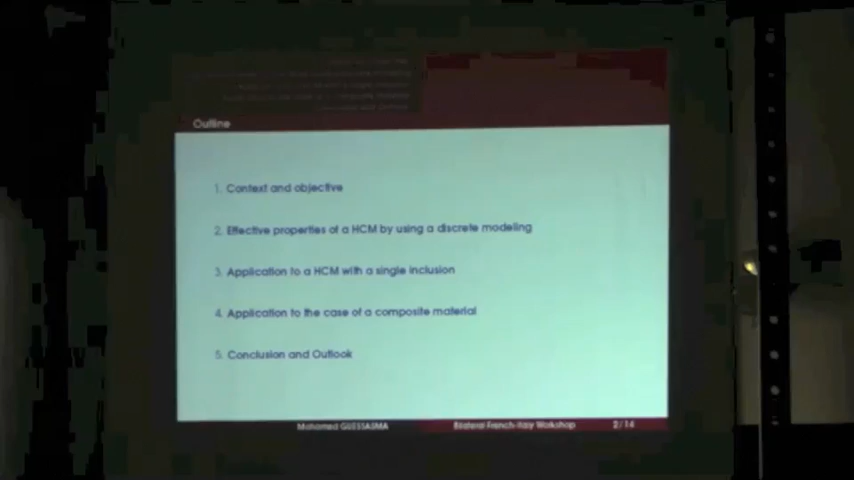 Outline
1. Context and objective
2. Effective properties of a HCM by using a discrete modeling
3. Application to a HCM with a single inclusion
4. Application to the case of a composite material
5. Conclusion and Outlook
Mohamed GUESSASMA Bilateral French-Italy Workshop 2/14